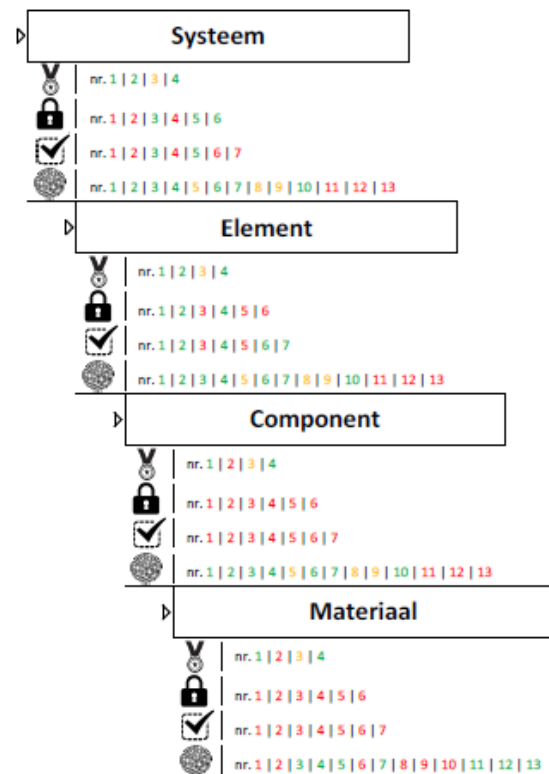 Systeem
nr. 1 | 2 | 3 | 4
nr. 1 | 2 | 3 | 4 | 5 | 6
nr. 1 | 2 | 3 | 4 | 5 | 6 | 7
nr. 1 | 2 | 3 | 4 | 5 | 6 | 7 | 8 | 9 | 10 | 11 | 12 | 13
Element
nr. 1 | 2 | 3 | 4
nr. 1 | 2 | 3 | 4 | 5 | 6
nr. 1 | 2 | 3 | 4 | 5 | 6 | 7
nr. 1 | 2 | 3 | 4 | 5 | 6 | 7 | 8 | 9 | 10 | 11 | 12 | 13
Component
nr. 1 | 2 | 3 | 4
nr. 1 | 2 | 3 | 4 | 5 | 6
nr. 1 | 2 | 3 | 4 | 5 | 6 | 7
nr. 1 | 2 | 3 | 4 | 5 | 6 | 7 | 8 | 9 | 10 | 11 | 12 | 13
Materiaal
nr. 1 | 2 | 3 | 4
nr. 1 | 2 | 3 | 4 | 5 | 6
nr. 1 | 2 | 3 | 4 | 5 | 6 | 7
nr. 1 | 2 | 3 | 4 | 5 | 6 | 7 | 8 | 9 | 10 | 11 | 12 | 13